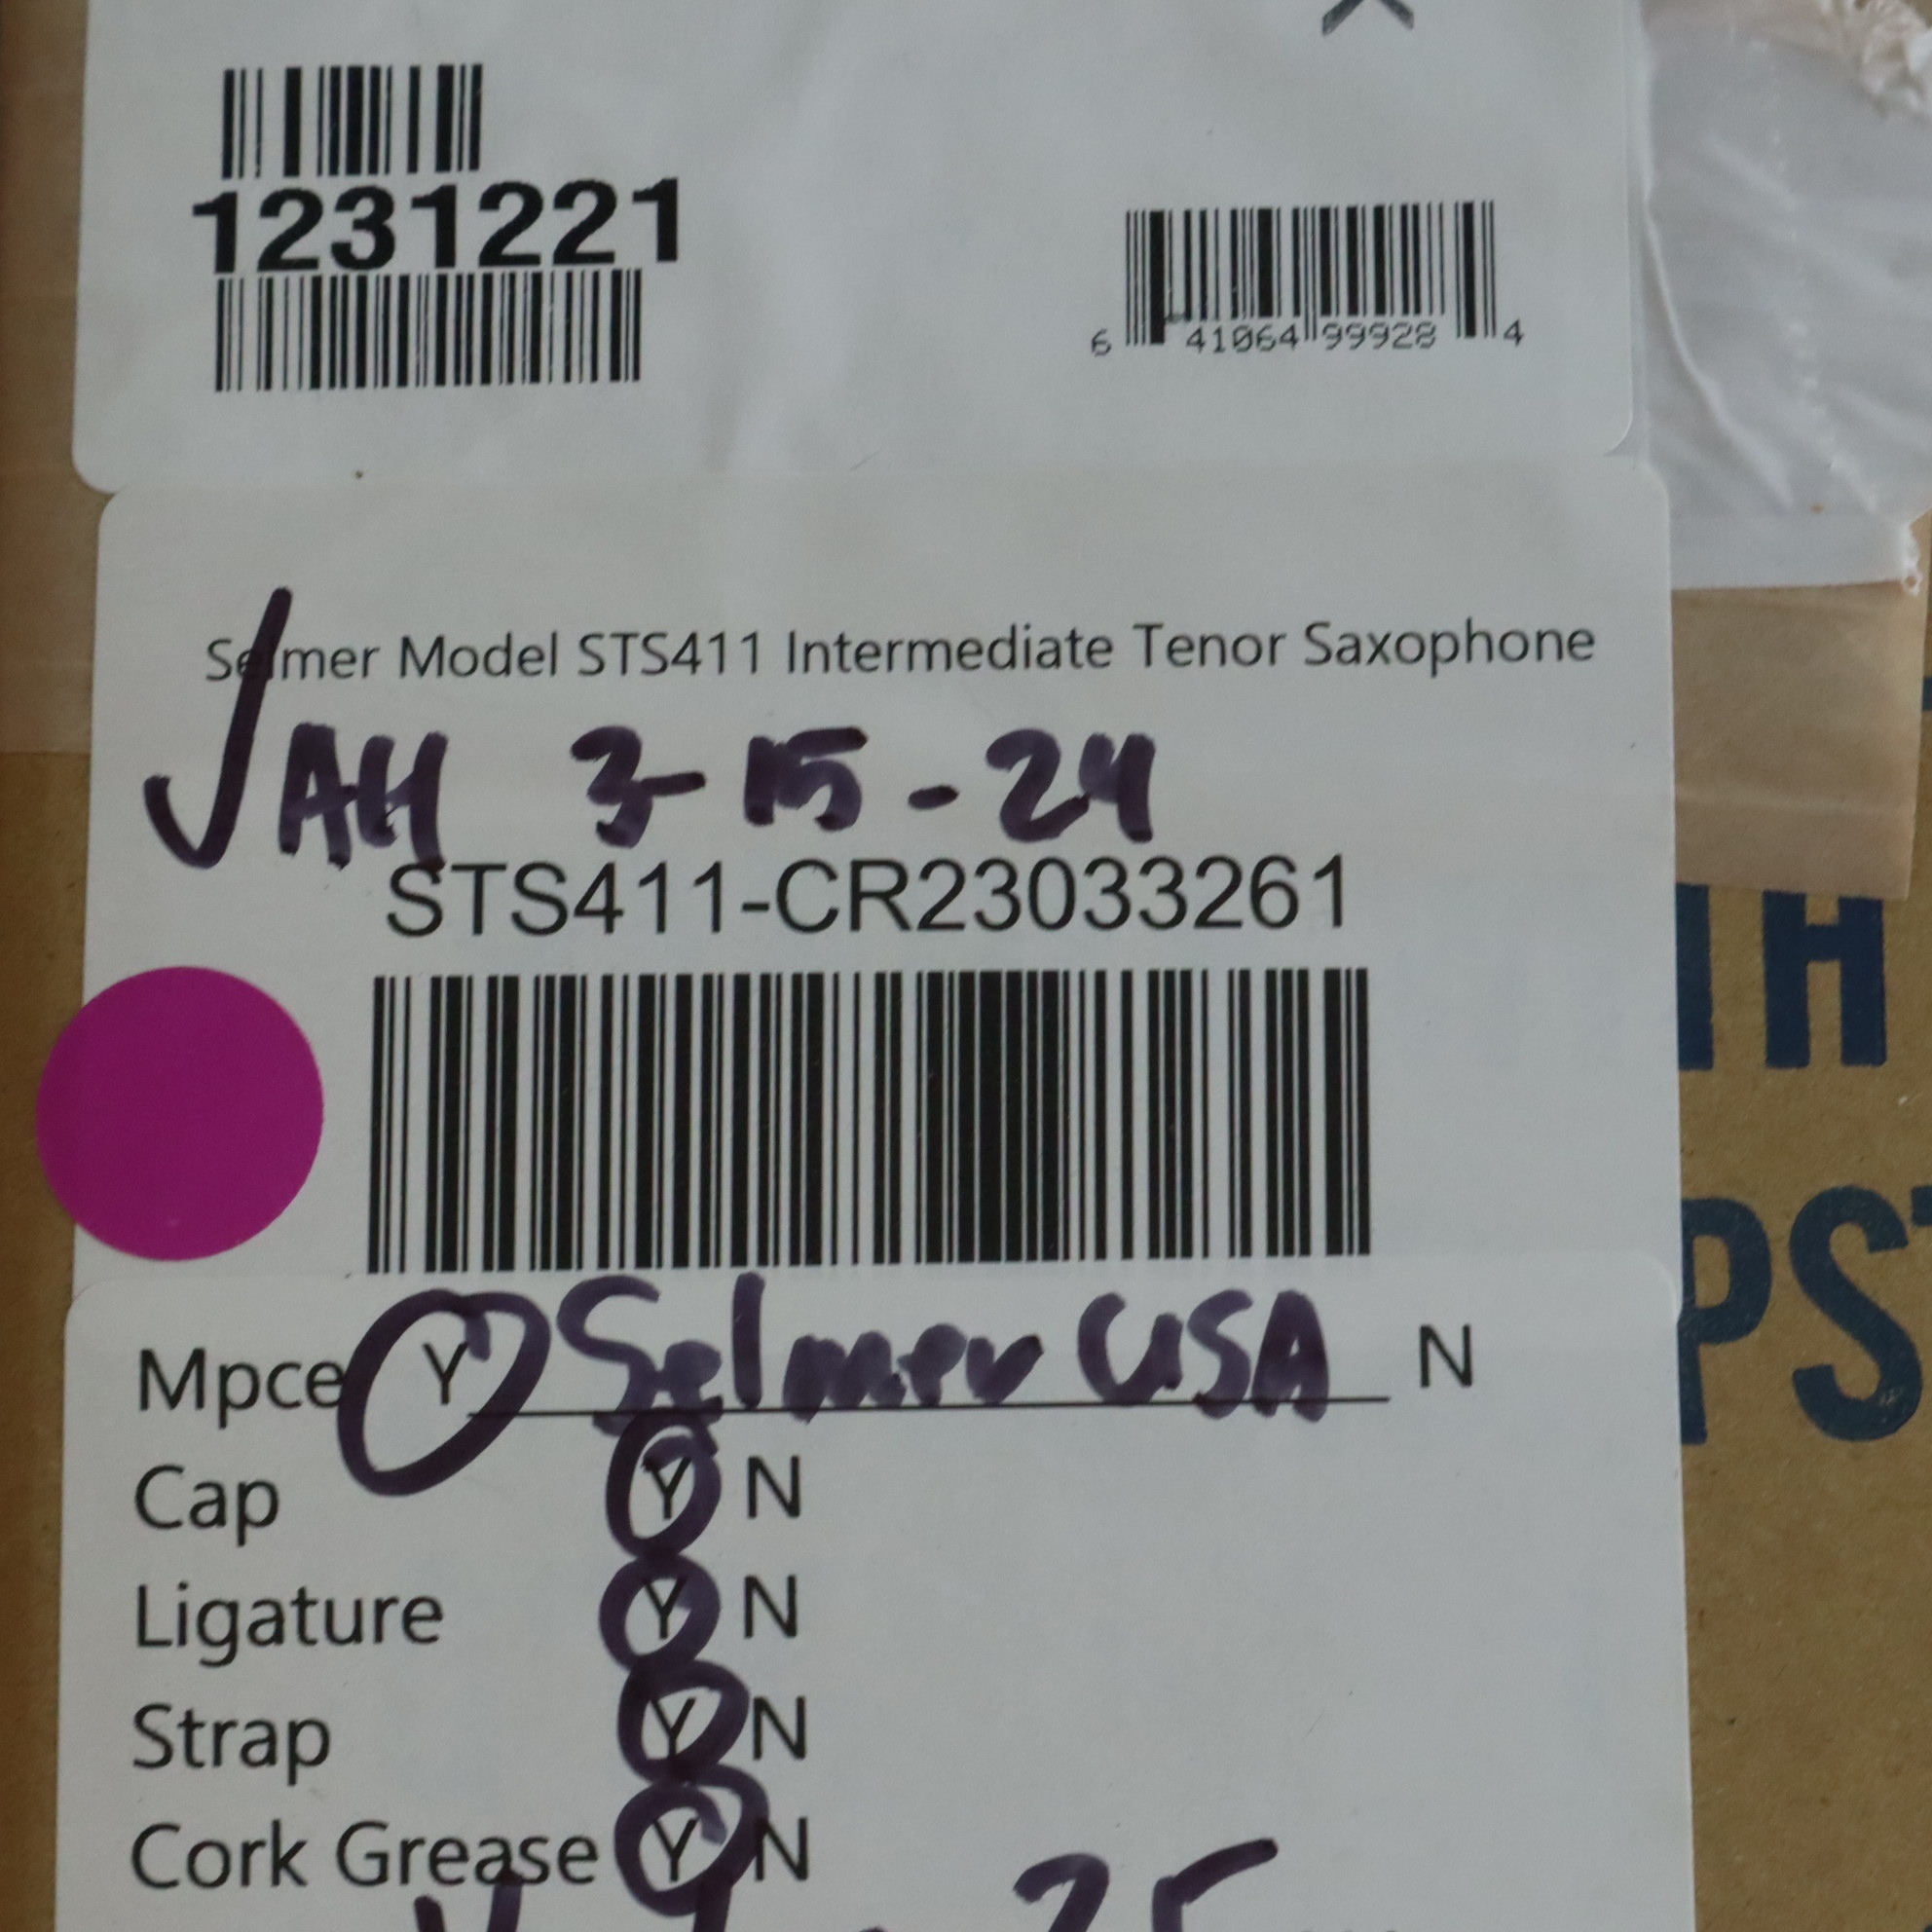 1231221
6 41064 99928 4
Selmer Model STS411 Intermediate Tenor Saxophone
AH 3-15-24
STS411-CR23033261
Mpce Y Selmer USA N
Cap Y N
Ligature Y N
Strap Y N
Cork Grease Y N